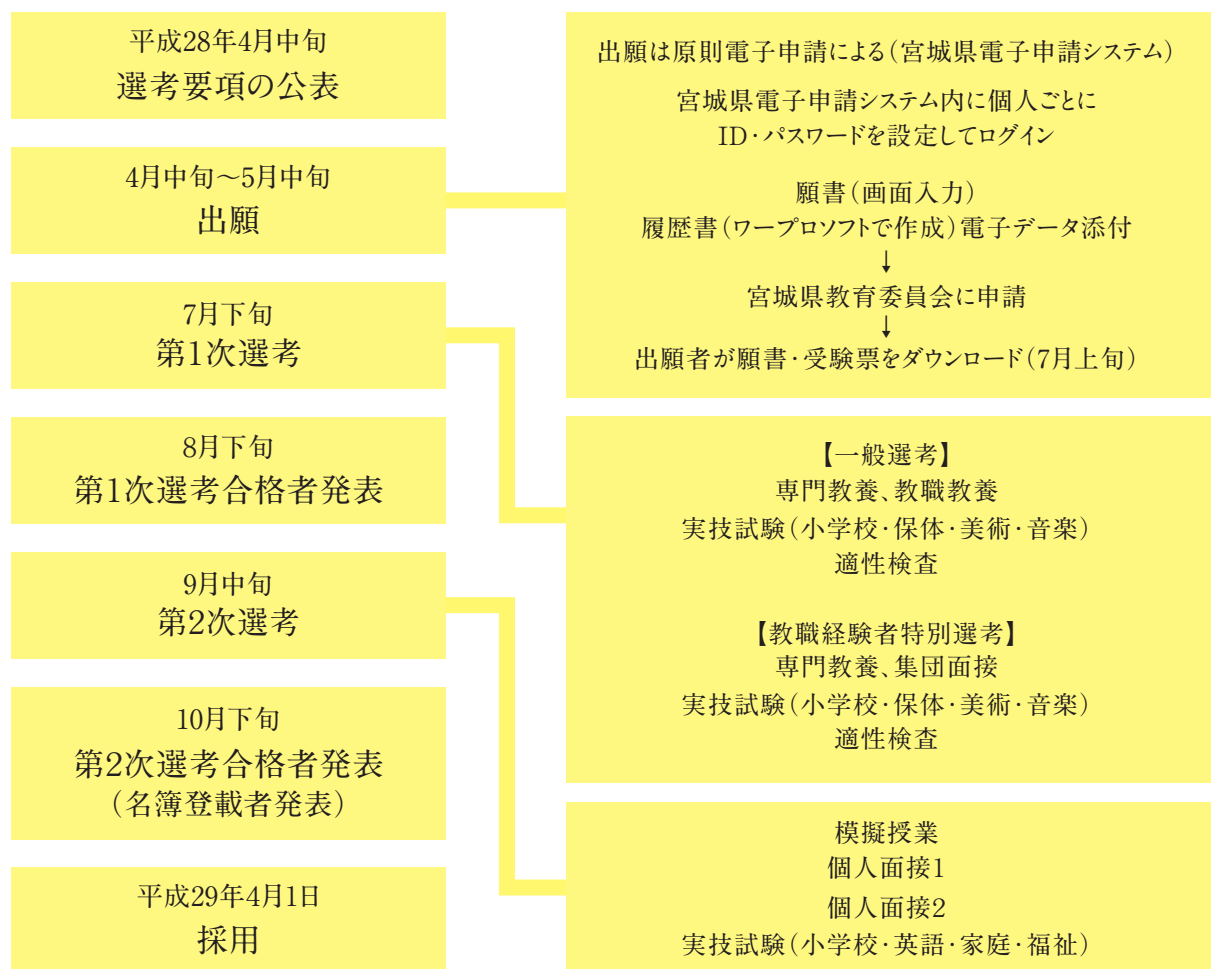 平成28年4月中旬
選考要項の公表
4月中旬～5月中旬
出願
7月下旬
第1次選考
8月下旬
第1次選考合格者発表
9月中旬
第2次選考
10月下旬
第2次選考合格者発表
（名簿登載者発表）
平成29年4月1日
採用
出願は原則電子申請による（宮城県電子申請システム）
宮城県電子申請システム内に個人ごとに
ID・パスワードを設定してログイン
願書（画面入力）
履歴書（ワープロソフトで作成）電子データ添付
↓
宮城県教育委員会に申請
↓
出願者が願書・受験票をダウンロード（7月上旬）
【一般選考】
専門教養、教職教養
実技試験（小学校・保体・美術・音楽）
適性検査
【教職経験者特別選考】
専門教養、集団面接
実技試験（小学校・保体・美術・音楽）
適性検査
模擬授業
個人面接1
個人面接2
実技試験（小学校・英語・家庭・福祉）